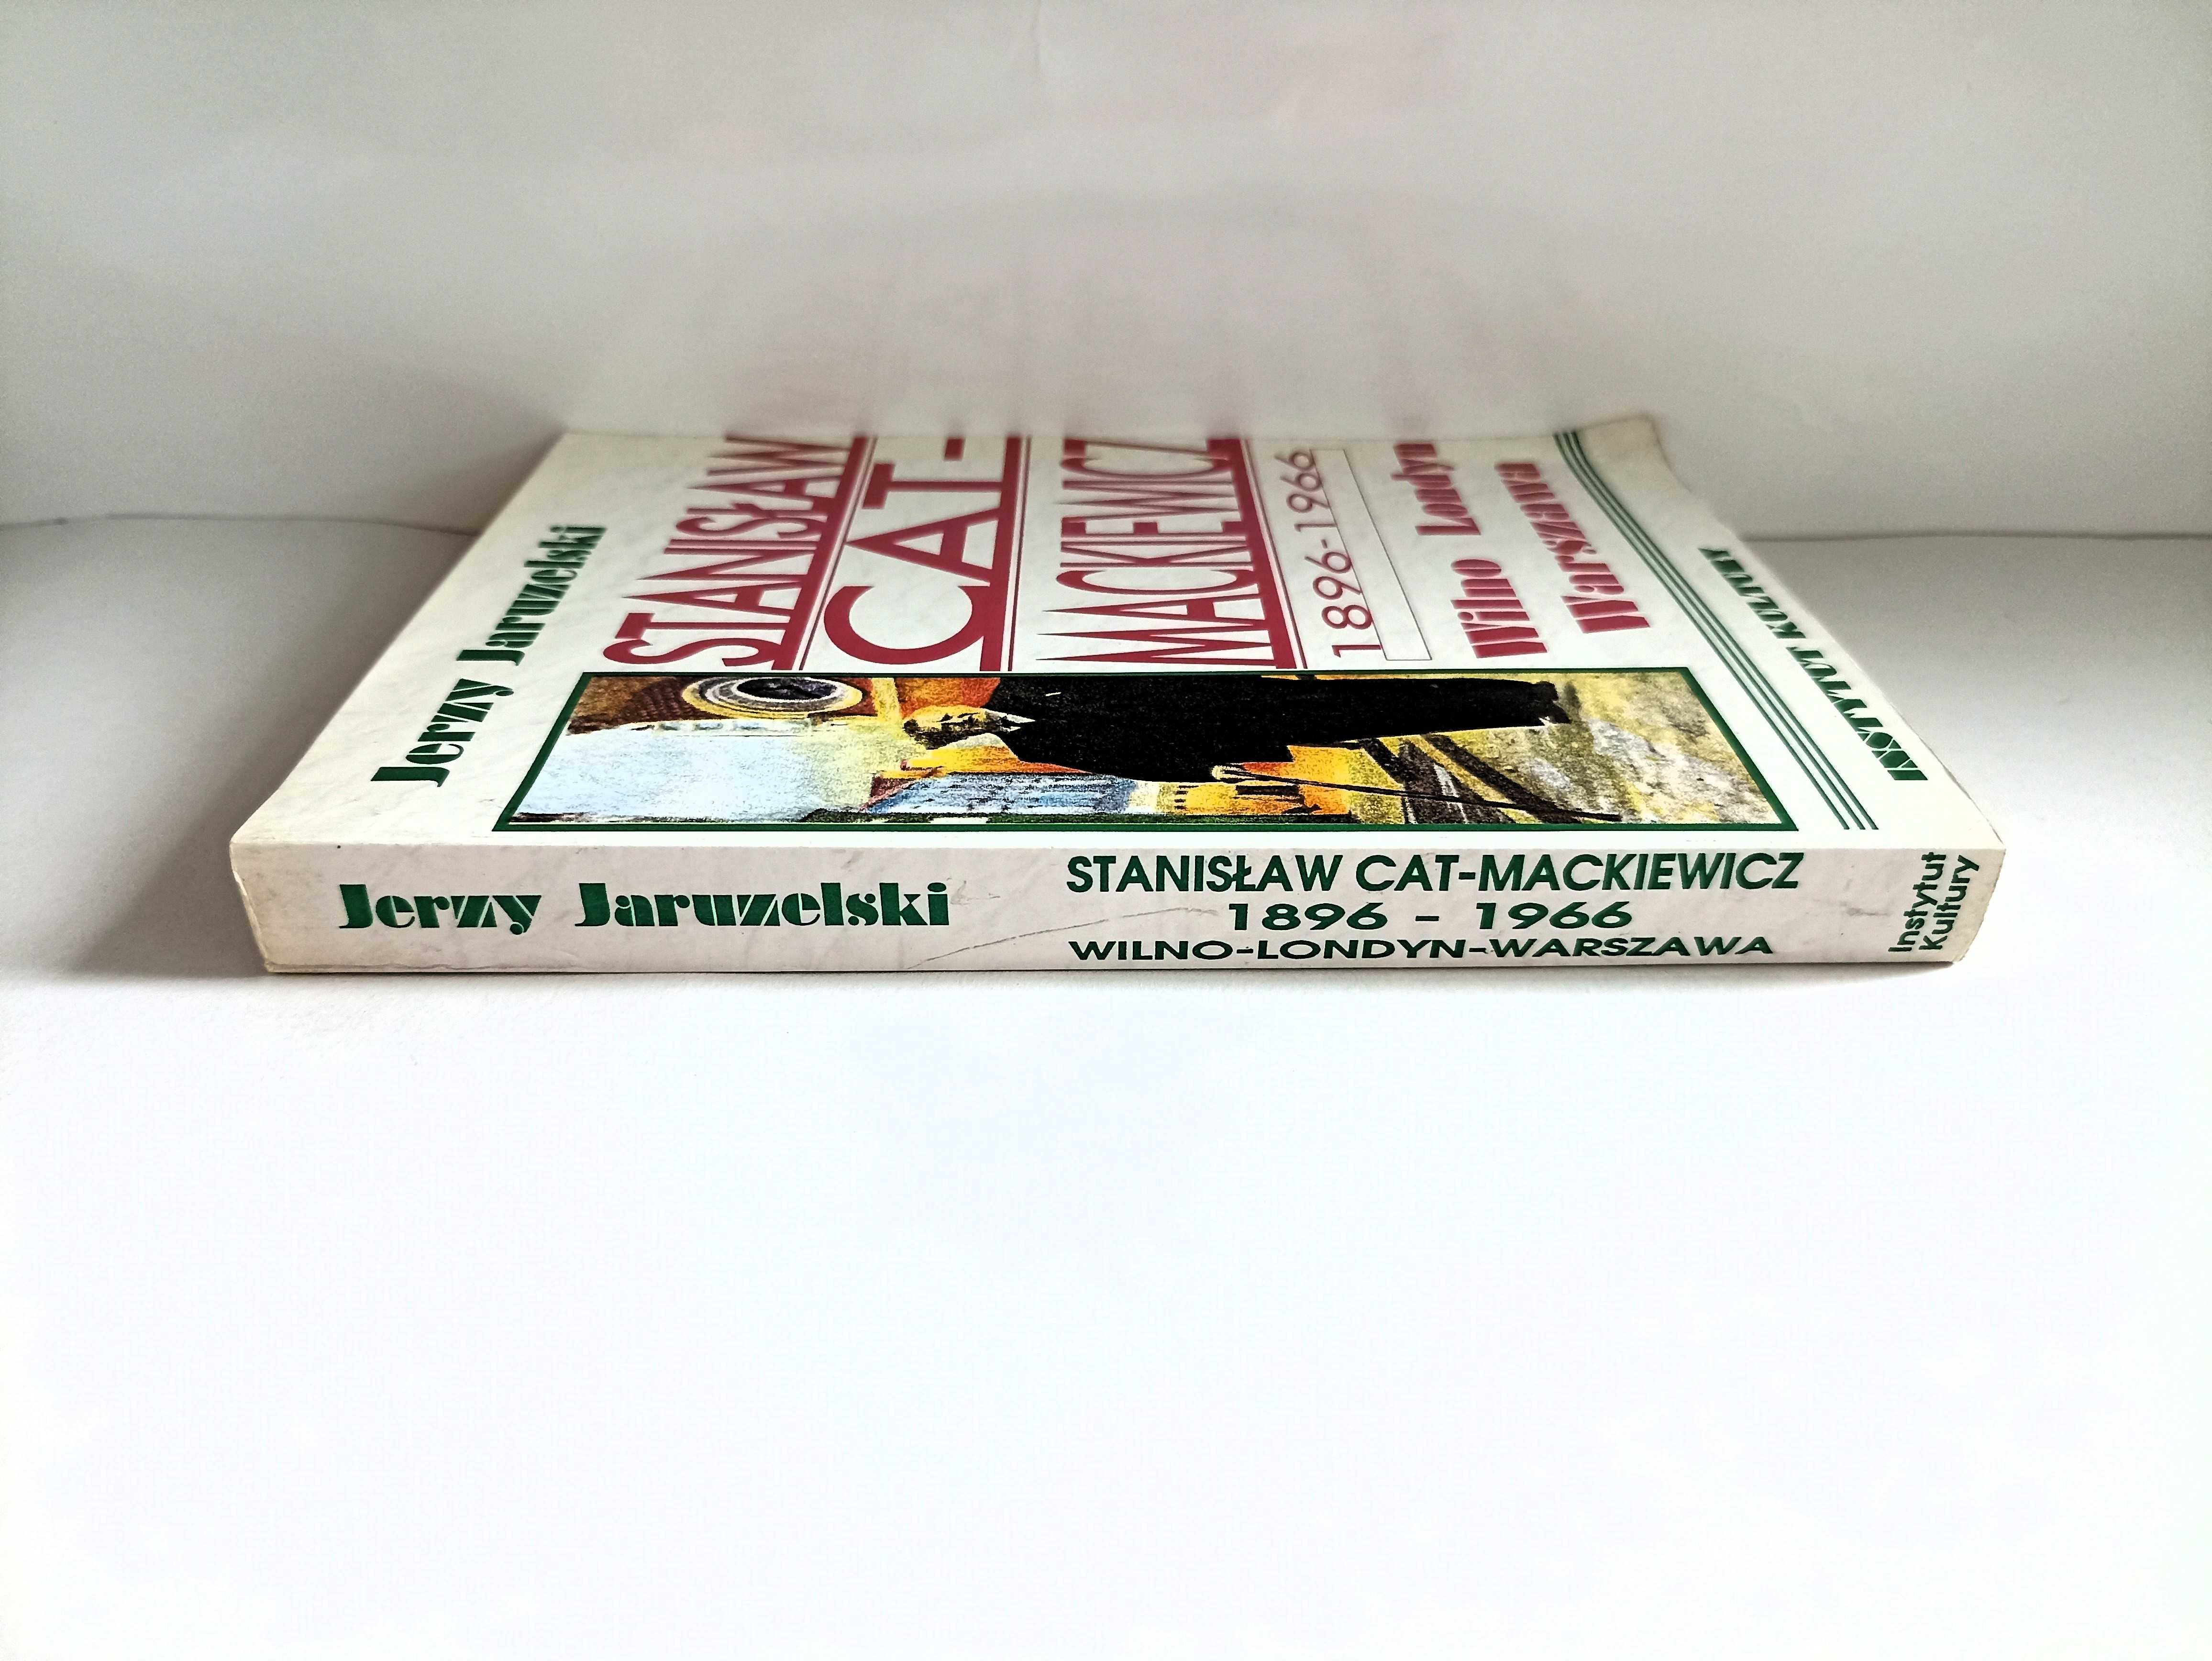 Jerzy Jaruzelski
STANISŁAW
CAT-
MACKIEWICZ
1896-1966
Wilno Londyn
Warszawa
INSTYTUT KULTURY
Jerzy Jaruzelski
STANISŁAW CAT-MACKIEWICZ
1896 - 1966
WILNO-LONDYN-WARSZAWA
Instytut
Kultury